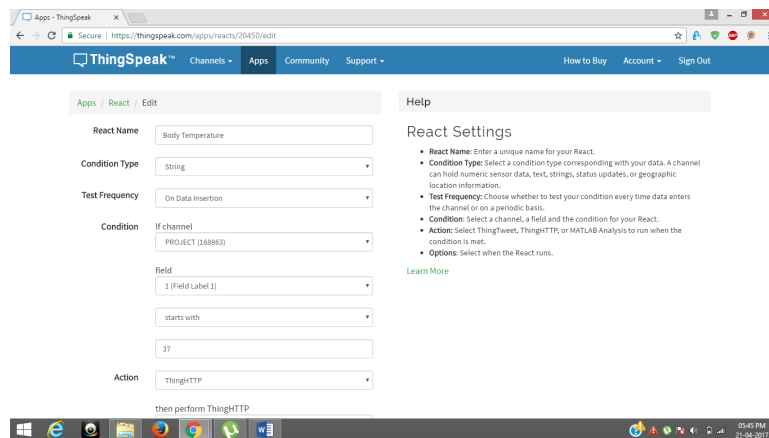 Apps - ThingSpeak
Secure | https://thingspeak.com/apps/reacts/20450/edit
ThingSpeak™ Channels Apps Community Support How to Buy Account Sign Out
Apps / React / Edit
React Name
Body Temperature
Condition Type
String
Test Frequency
On Data Insertion
Condition
If channel
PROJECT (168863)
field
1 (Field Label 1)
starts with
37
Action
ThingHTTP
then perform ThingHTTP
Help
React Settings
• React Name: Enter a unique name for your React.
• Condition Type: Select a condition type corresponding with your data. A channel
can hold numeric sensor data, text, strings, status updates, or geographic
location information.
• Test Frequency: Choose whether to test your condition every time data enters
the channel or on a periodic basis.
• Condition: Select a channel, a field and the condition for your React.
• Action: Select ThingTweet, ThingHTTP, or MATLAB Analysis to run when the
condition is met.
• Options: Select when the React runs.
Learn More
05:45 PM
21-04-2017